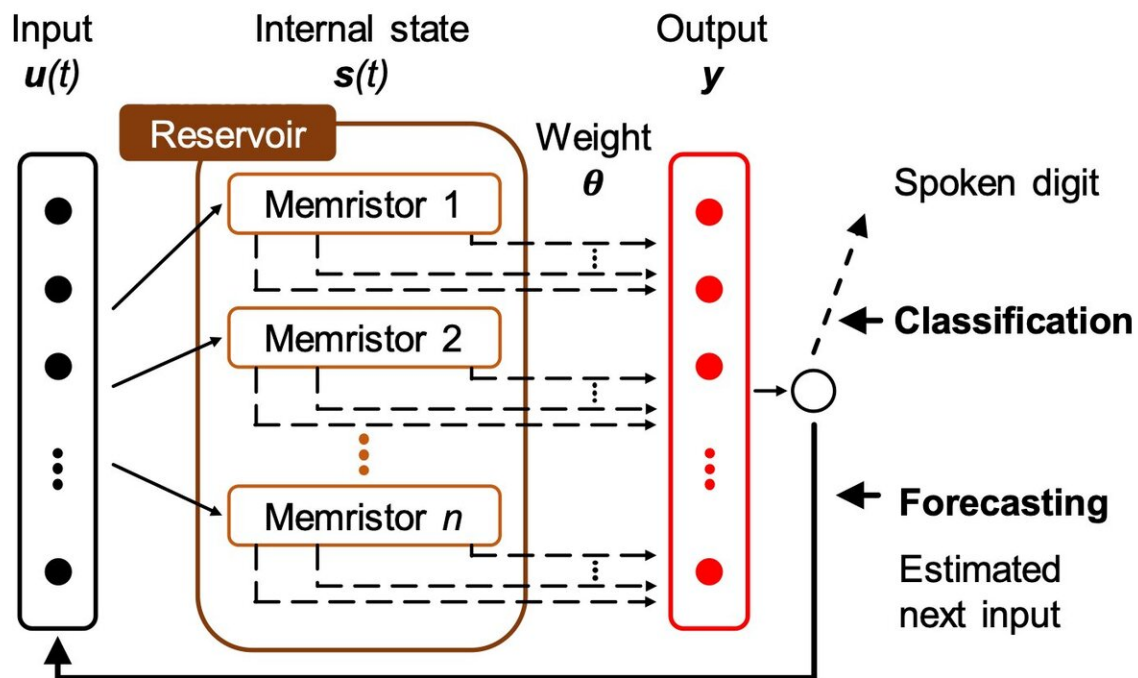 Input
u(t)
Internal state
s(t)
Output
y
Reservoir
Weight
θ
Memristor 1
Memristor 2
Memristor n
Spoken digit
Classification
Forecasting
Estimated
next input